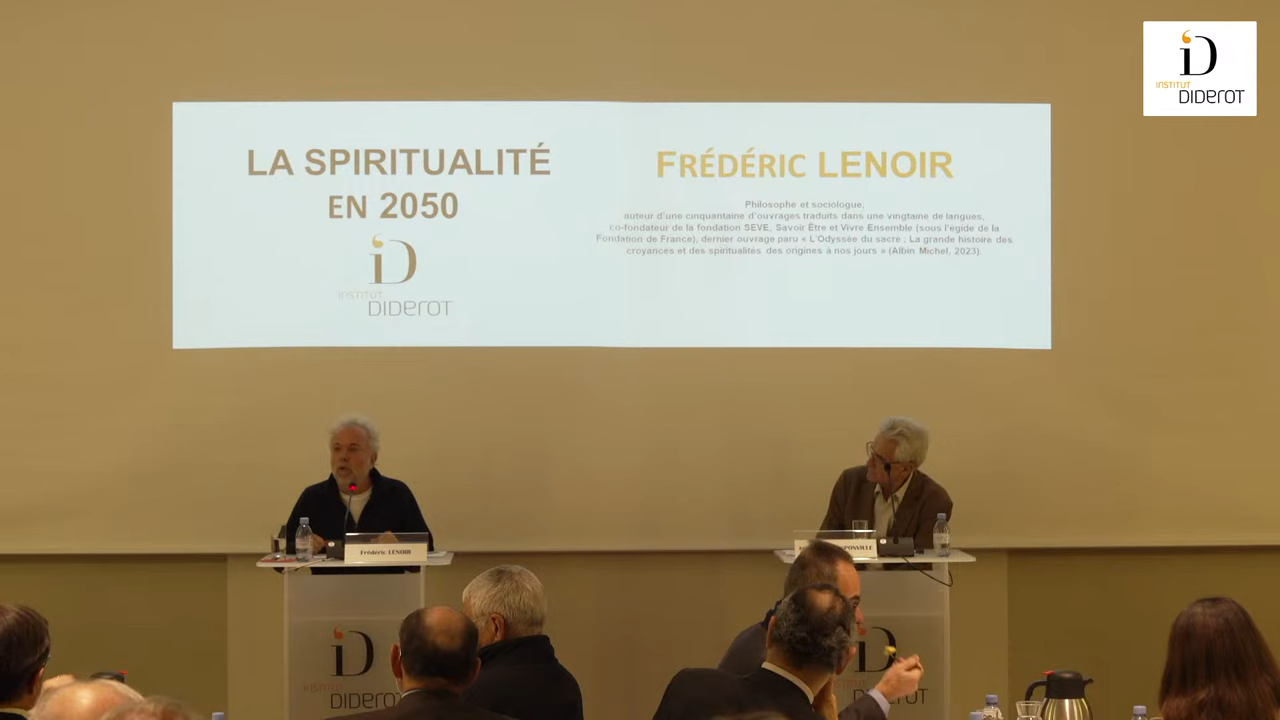 INSTITUT
DIDEROT
LA SPIRITUALITÉ
EN 2050
INSTITUT
DIDEROT
FRÉDÉRIC LENOIR
Philosophe et sociologue,
auteur d'une cinquantaine d'ouvrages traduits dans une vingtaine de langues,
co-fondateur de la fondation SEVE, Savoir Être et Vivre Ensemble (sous l'égide de la
Fondation de France), dernier ouvrage paru « L'Odyssée du sacré : La grande histoire des
croyances et des spiritualités des origines à nos jours » (Albin Michel, 2023).
Frédéric LENOIR
INSTITUT
DIDEROT